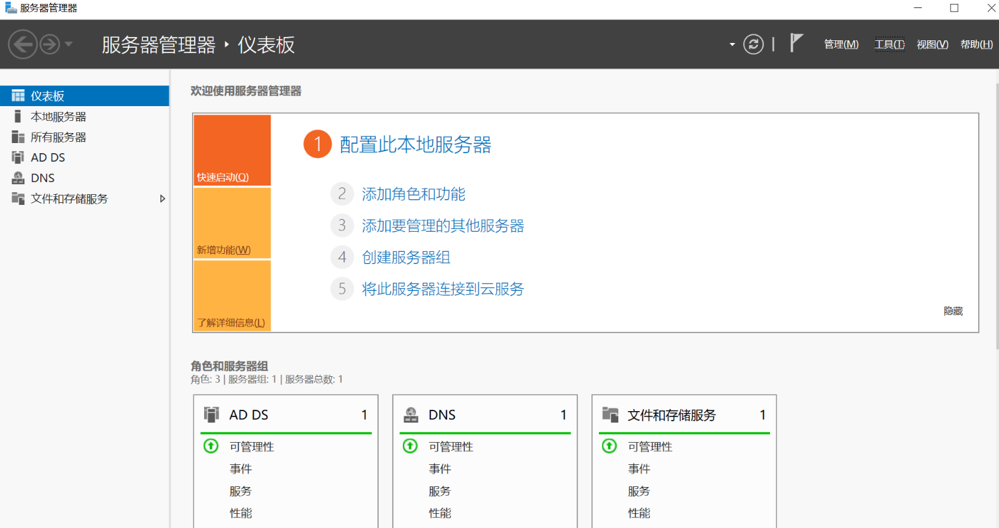 服务器管理器
服务器管理器 ‣ 仪表板
管理(M) 工具(T) 视图(V) 帮助(H)
仪表板
本地服务器
所有服务器
AD DS
DNS
文件和存储服务
欢迎使用服务器管理器
快速启动(Q)
新增功能(W)
了解详细信息(L)
1 配置此本地服务器
2 添加角色和功能
3 添加要管理的其他服务器
4 创建服务器组
5 将此服务器连接到云服务
隐藏
角色和服务器组
角色: 3 | 服务器组: 1 | 服务器总数: 1
AD DS 1
可管理性
事件
服务
性能
DNS 1
可管理性
事件
服务
性能
文件和存储服务 1
可管理性
事件
服务
性能